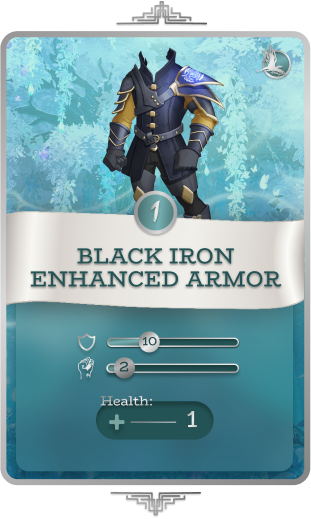 1
BLACK IRON
ENHANCED ARMOR
10
2
Health:
+ 1